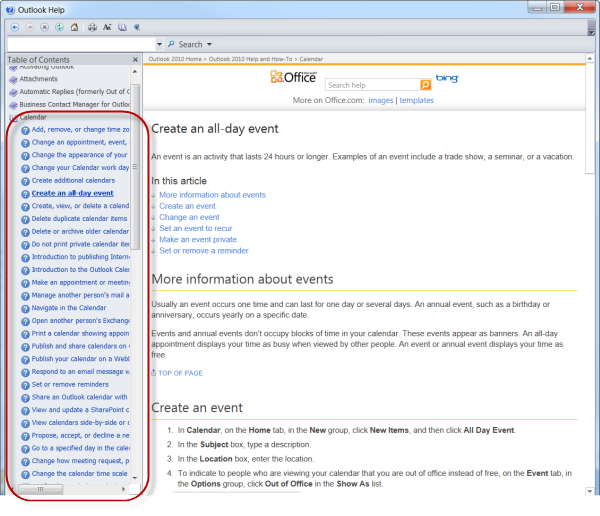 Outlook Help
Search
Table of Contents
Activating Outlook
Attachments
Automatic Replies (formerly Out of C
Business Contact Manager for Outloo
Calendar
Add, remove, or change time zo
Change an appointment, event,
Change the appearance of your
Change your Calendar work day
Create additional calendars
Create an all-day event
Create, view, or delete a calend
Delete duplicate calendar items
Delete or archive older calendar
Do not print private calendar iter
Introduction to publishing Intern
Introduction to the Outlook Caler
Make an appointment or meeting
Manage another person's mail a
Navigate in the Calendar
Open another person's Exchange
Print a calendar showing appoin
Publish and share calendars on
Publish your calendar on a WebD
Respond to an email message w
Set or remove reminders
Share an Outlook calendar with
View and update a SharePoint c
View calendars side-by-side or
Propose, accept, or decline a ne
Go to a specified day in the caler
Change how meeting request, p
Change the calendar time scale
Outlook 2010 Home > Outlook 2010 Help and How-To > Calendar
Office
Search help
bing
More on Office.com: images | templates
Create an all-day event
An event is an activity that lasts 24 hours or longer. Examples of an event include a trade show, a seminar, or a vacation.
In this article
More information about events
Create an event
Change an event
Set an event to recur
Make an event private
Set or remove a reminder
More information about events
Usually an event occurs one time and can last for one day or several days. An annual event, such as a birthday or
anniversary, occurs yearly on a specific date.
Events and annual events don't occupy blocks of time in your calendar. These events appear as banners. An all-day
appointment displays your time as busy when viewed by other people. An event or annual event displays your time as
free.
TOP OF PAGE
Create an event
1. In Calendar, on the Home tab, in the New group, click New Items, and then click All Day Event.
2. In the Subject box, type a description.
3. In the Location box, enter the location.
4. To indicate to people who are viewing your calendar that you are out of office instead of free, on the Event tab, in
the Options group, click Out of Office in the Show As list.